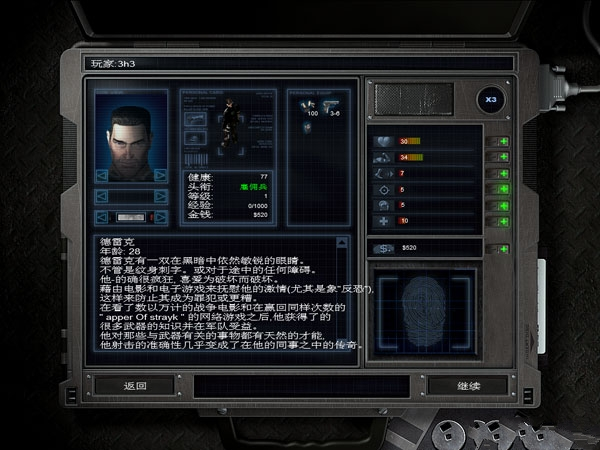 玩家:3h3
PERSONAL CARD
PERSONAL EQUIP
X3
100
3-6
健康: 77
头衔: 雇佣兵
等级: 1
经验: 0/1000
金钱: $520
30
34
7
5
5
10
$520
德雷克
年龄: 28
德雷克有一双在黑暗中依然敏锐的眼睛。
不管是纹身刺字。或对于途中的任何障碍。
他-的确很疯狂, 喜爱为破坏而破坏。
藉由电影和电子游戏来抚慰他的激情(尤其是象"反恐),
这样来防止其成为罪犯或更糟。
在看了数以万计的战争电影和在赢回同样次数的
" apper Of strayk " 的网络游戏之后,他获得了的
很多武器的知识并在军队受益。
他对那些与武器有关的事物都有天然的才能,
他射击的准确性几乎变成了在他的同事之中的传奇。
返回
继续